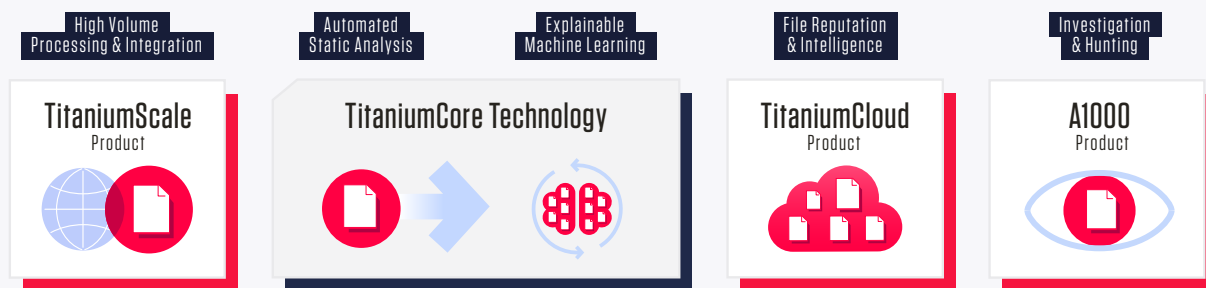 High Volume
Processing & Integration
Automated
Static Analysis
Explainable
Machine Learning
File Reputation
& Intelligence
Investigation
& Hunting
TitaniumScale
Product
TitaniumCore Technology
TitaniumCloud
Product
A1000
Product